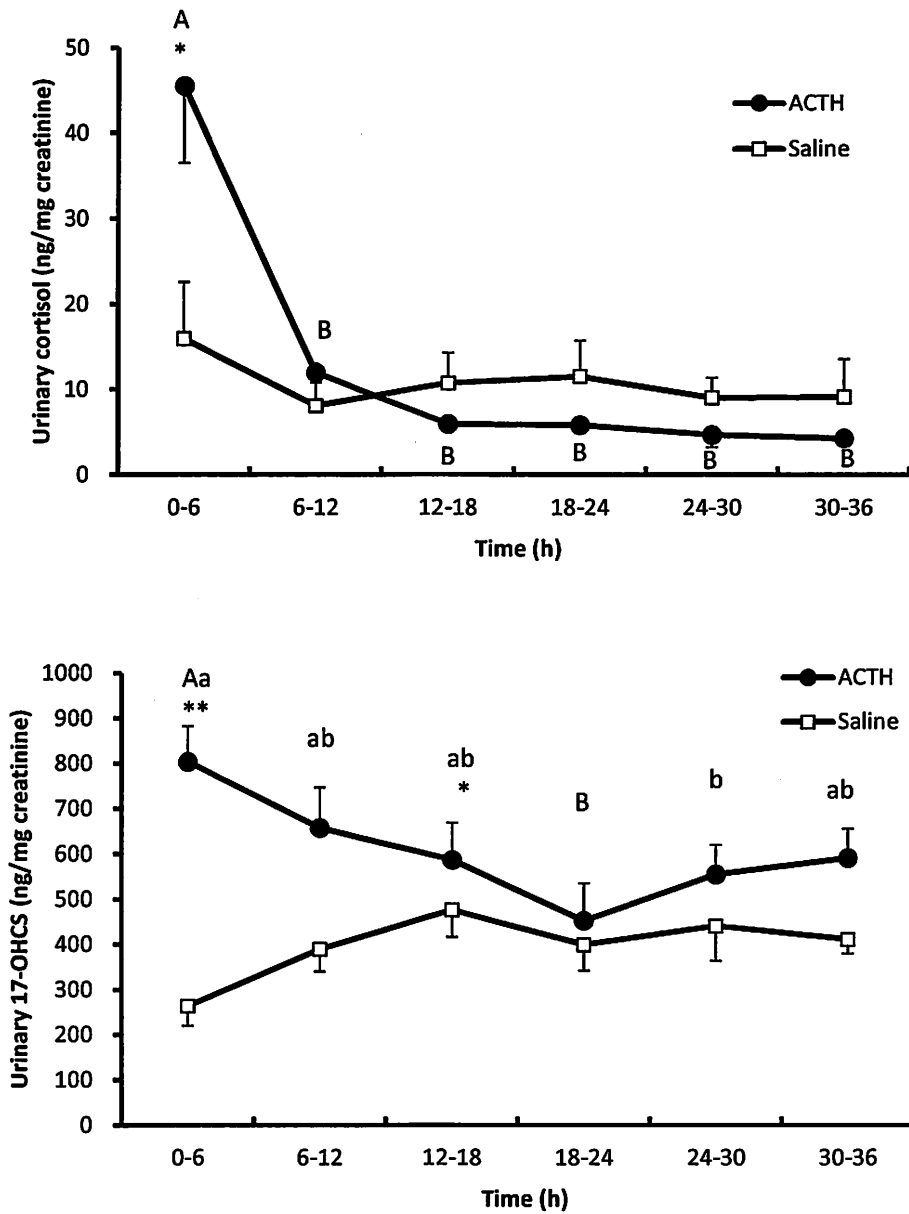 A
*
50
ACTH
40
Saline
30
20
B
10
B B B B
0
0-6 6-12 12-18 18-24 24-30 30-36
Time (h)
Urinary cortisol (ng/mg creatinine)
1000
Aa
ACTH
**
900
Saline
ab
ab
800
*
B
b
ab
700
600
500
400
300
200
100
0
0-6 6-12 12-18 18-24 24-30 30-36
Time (h)
Urinary 17-OHCS (ng/mg creatinine)